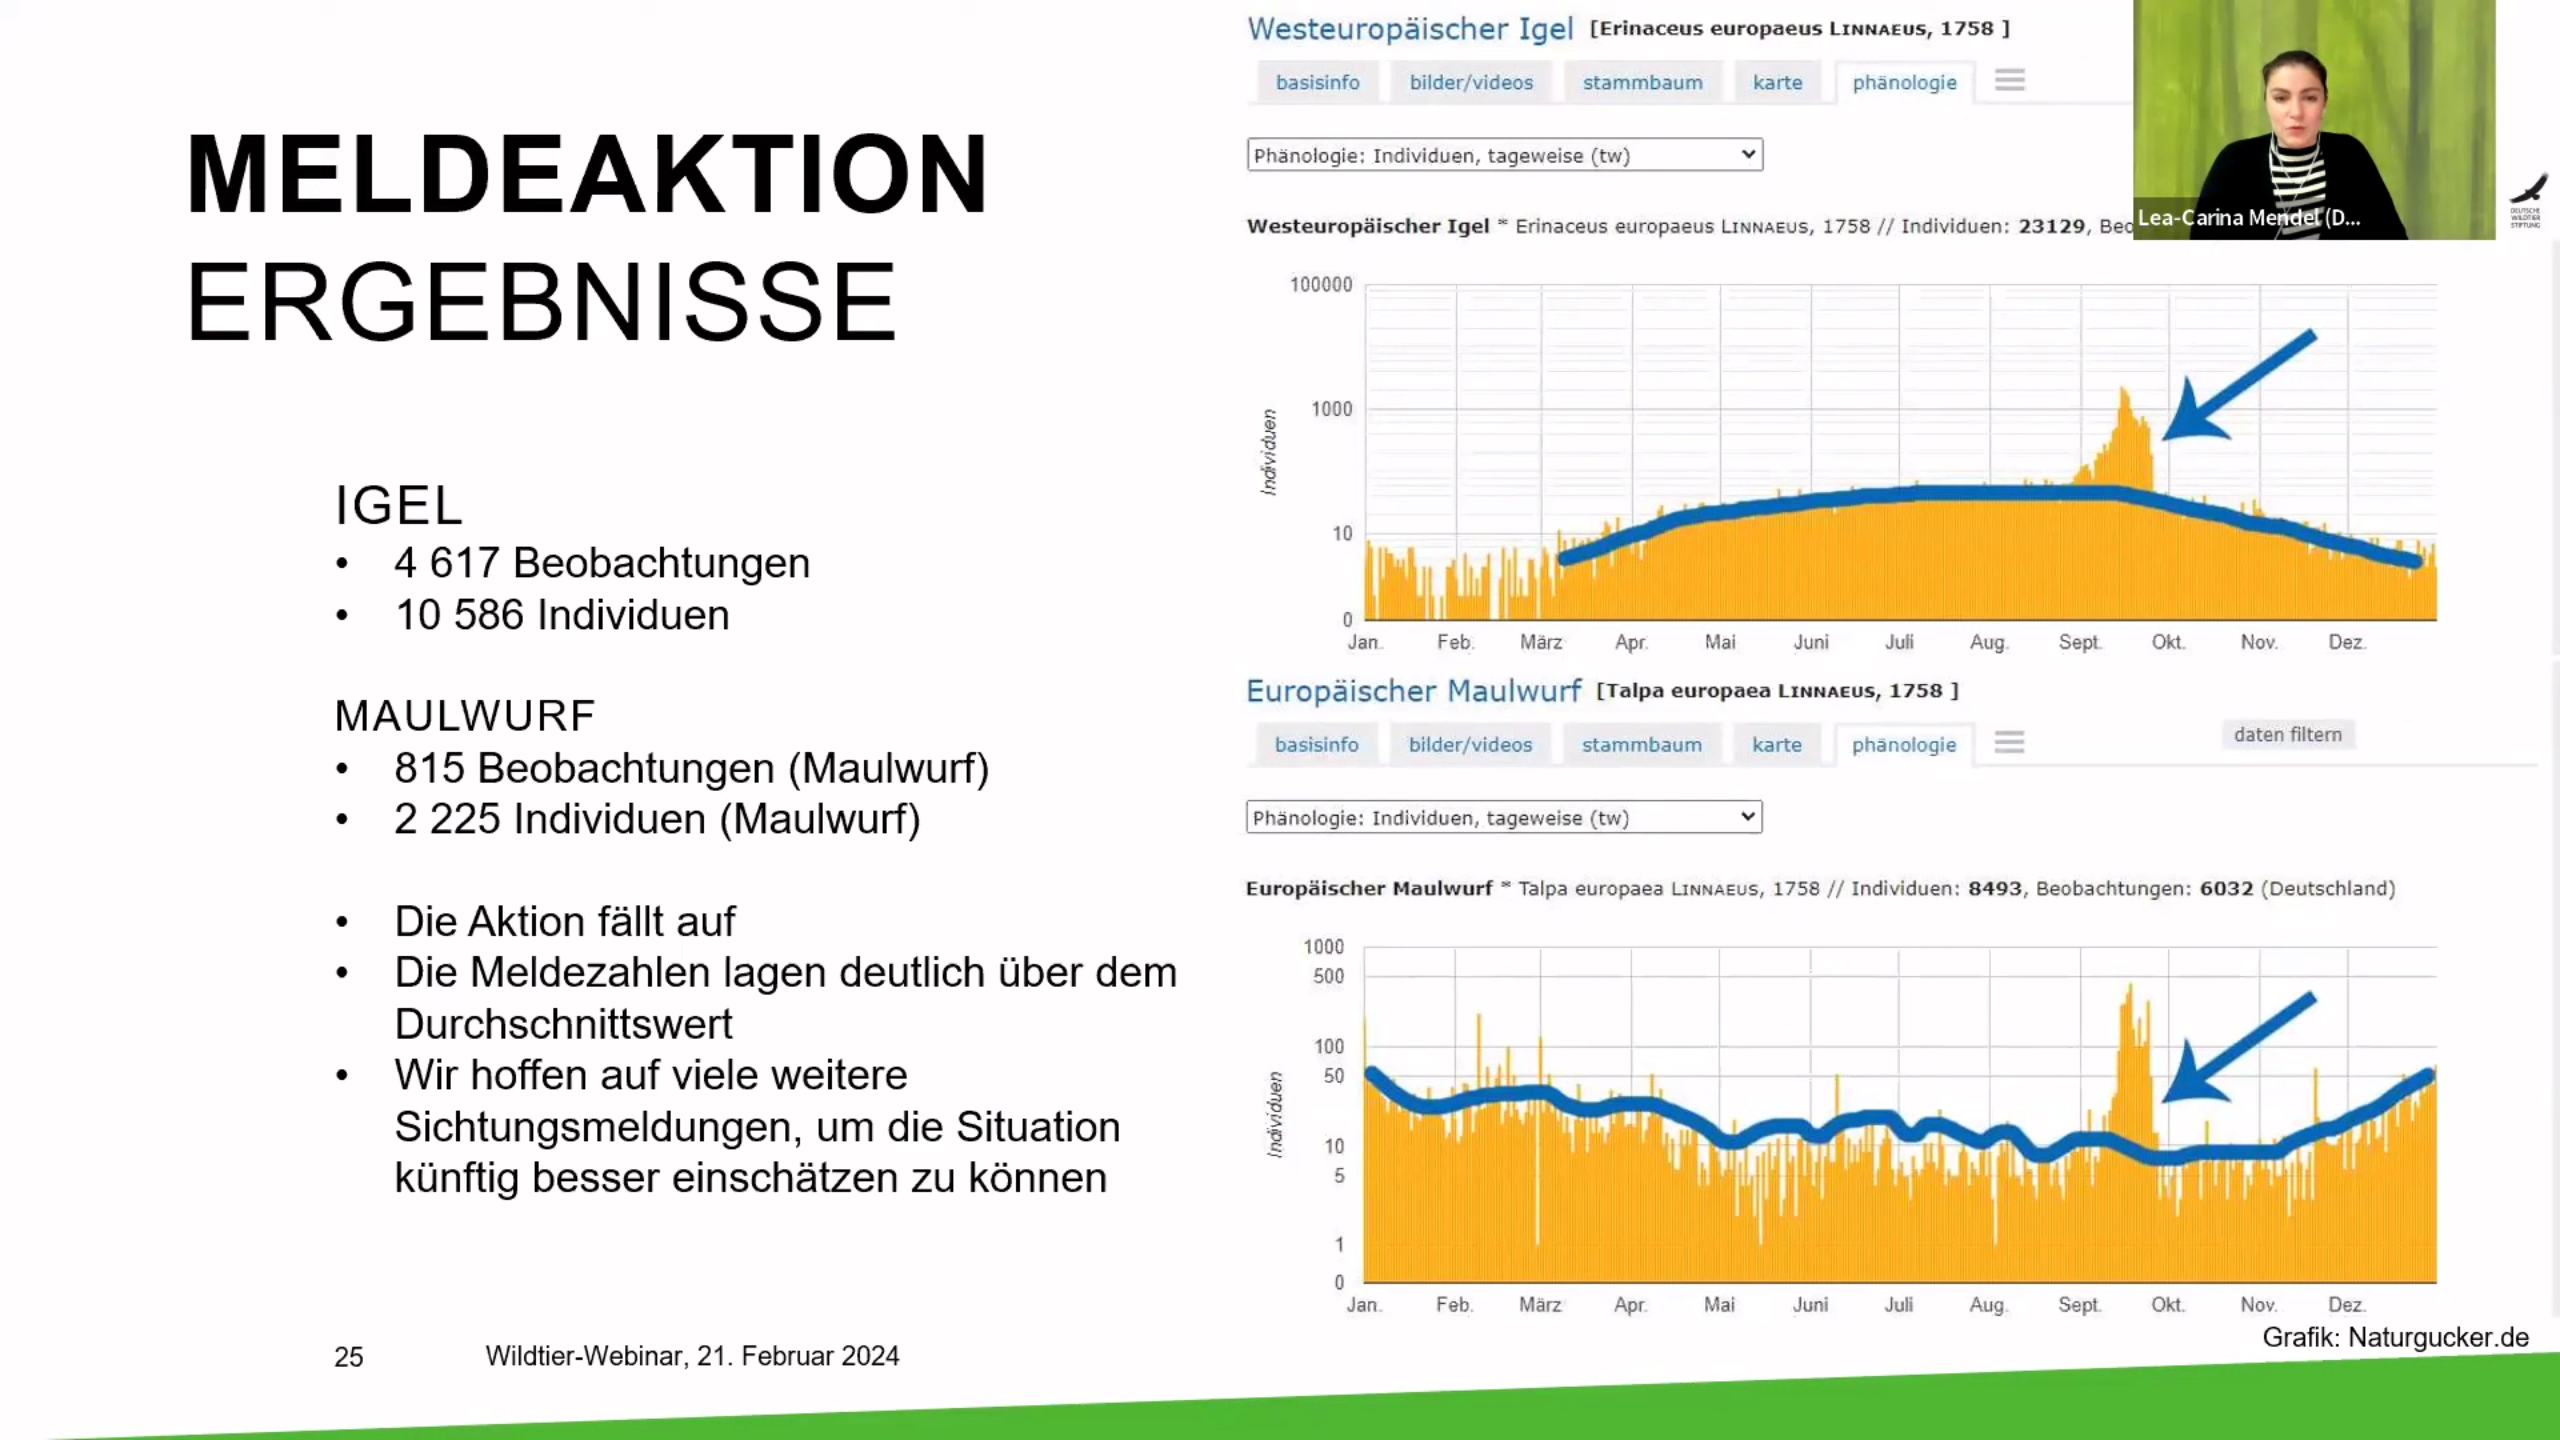 MELDEAKTION
ERGEBNISSE
IGEL
• 4 617 Beobachtungen
• 10 586 Individuen
MAULWURF
• 815 Beobachtungen (Maulwurf)
• 2 225 Individuen (Maulwurf)
• Die Aktion fällt auf
• Die Meldezahlen lagen deutlich über dem
Durchschnittswert
• Wir hoffen auf viele weitere
Sichtungsmeldungen, um die Situation
künftig besser einschätzen zu können
25 Wildtier-Webinar, 21. Februar 2024
Westeuropäischer Igel [Erinaceus europaeus LINNAEUS, 1758 ]
basisinfo bilder/videos stammbaum karte phänologie
Phänologie: Individuen, tageweise (tw)
Westeuropäischer Igel * Erinaceus europaeus LINNAEUS, 1758 // Individuen: 23129, Beo
Individuen
100000
1000
10
0
Jan. Feb. März Apr. Mai Juni Juli Aug. Sept. Okt. Nov. Dez.
Europäischer Maulwurf [Talpa europaea LINNAEUS, 1758 ]
basisinfo bilder/videos stammbaum karte phänologie
daten filtern
Phänologie: Individuen, tageweise (tw)
Europäischer Maulwurf * Talpa europaea LINNAEUS, 1758 // Individuen: 8493, Beobachtungen: 6032 (Deutschland)
Individuen
1000
500
100
50
10
5
1
0
Jan. Feb. März Apr. Mai Juni Juli Aug. Sept. Okt. Nov. Dez.
Grafik: Naturgucker.de
Lea-Carina Mendel (D...
DEUTSCHE
WILDTIER
STIFTUNG